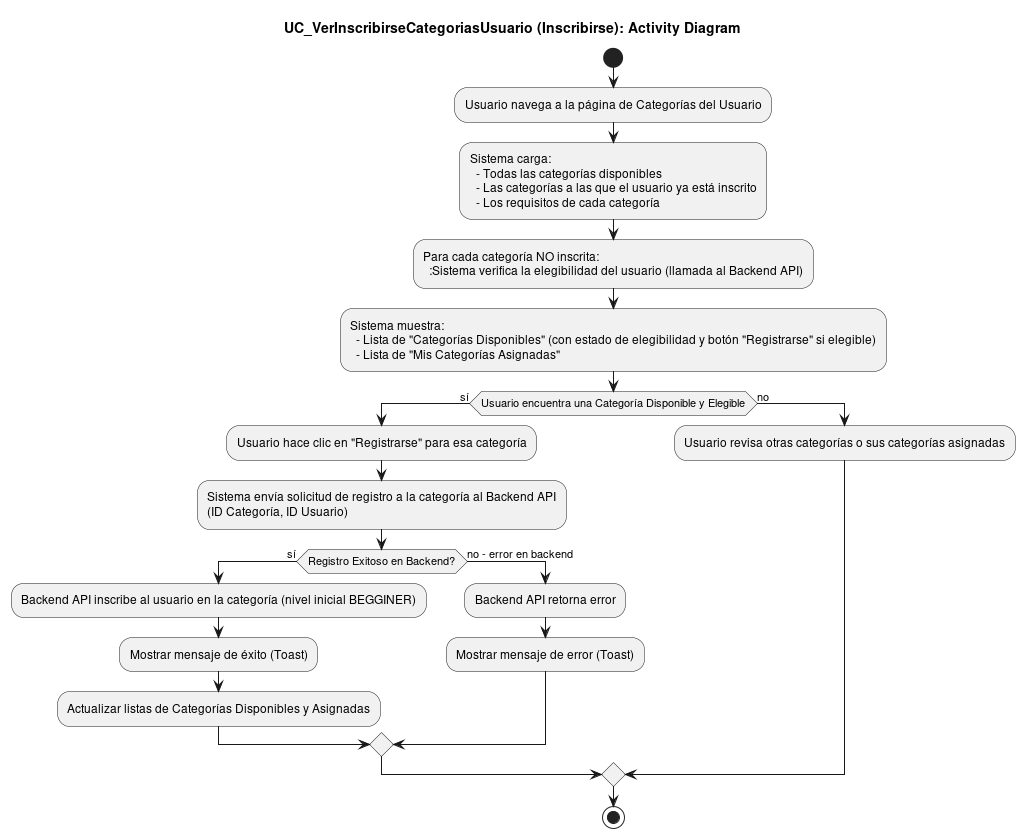 UC_VerInscribirseCategoriasUsuario (Inscribirse): Activity Diagram
Usuario navega a la página de Categorías del Usuario
Sistema carga:
- Todas las categorías disponibles
- Las categorías a las que el usuario ya está inscrito
- Los requisitos de cada categoría
Para cada categoría NO inscrita:
:Sistema verifica la elegibilidad del usuario (llamada al Backend API)
Sistema muestra:
- Lista de "Categorías Disponibles" (con estado de elegibilidad y botón "Registrarse" si elegible)
- Lista de "Mis Categorías Asignadas"
sí
Usuario encuentra una Categoría Disponible y Elegible
no
Usuario hace clic en "Registrarse" para esa categoría
Usuario revisa otras categorías o sus categorías asignadas
Sistema envía solicitud de registro a la categoría al Backend API
(ID Categoría, ID Usuario)
sí
Registro Exitoso en Backend?
no - error en backend
Backend API inscribe al usuario en la categoría (nivel inicial BEGGINER)
Backend API retorna error
Mostrar mensaje de éxito (Toast)
Mostrar mensaje de error (Toast)
Actualizar listas de Categorías Disponibles y Asignadas